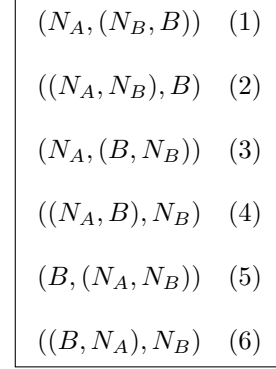 (N_A, (N_B, B)) (1)
((N_A, N_B), B) (2)
(N_A, (B, N_B)) (3)
((N_A, B), N_B) (4)
(B, (N_A, N_B)) (5)
((B, N_A), N_B) (6)